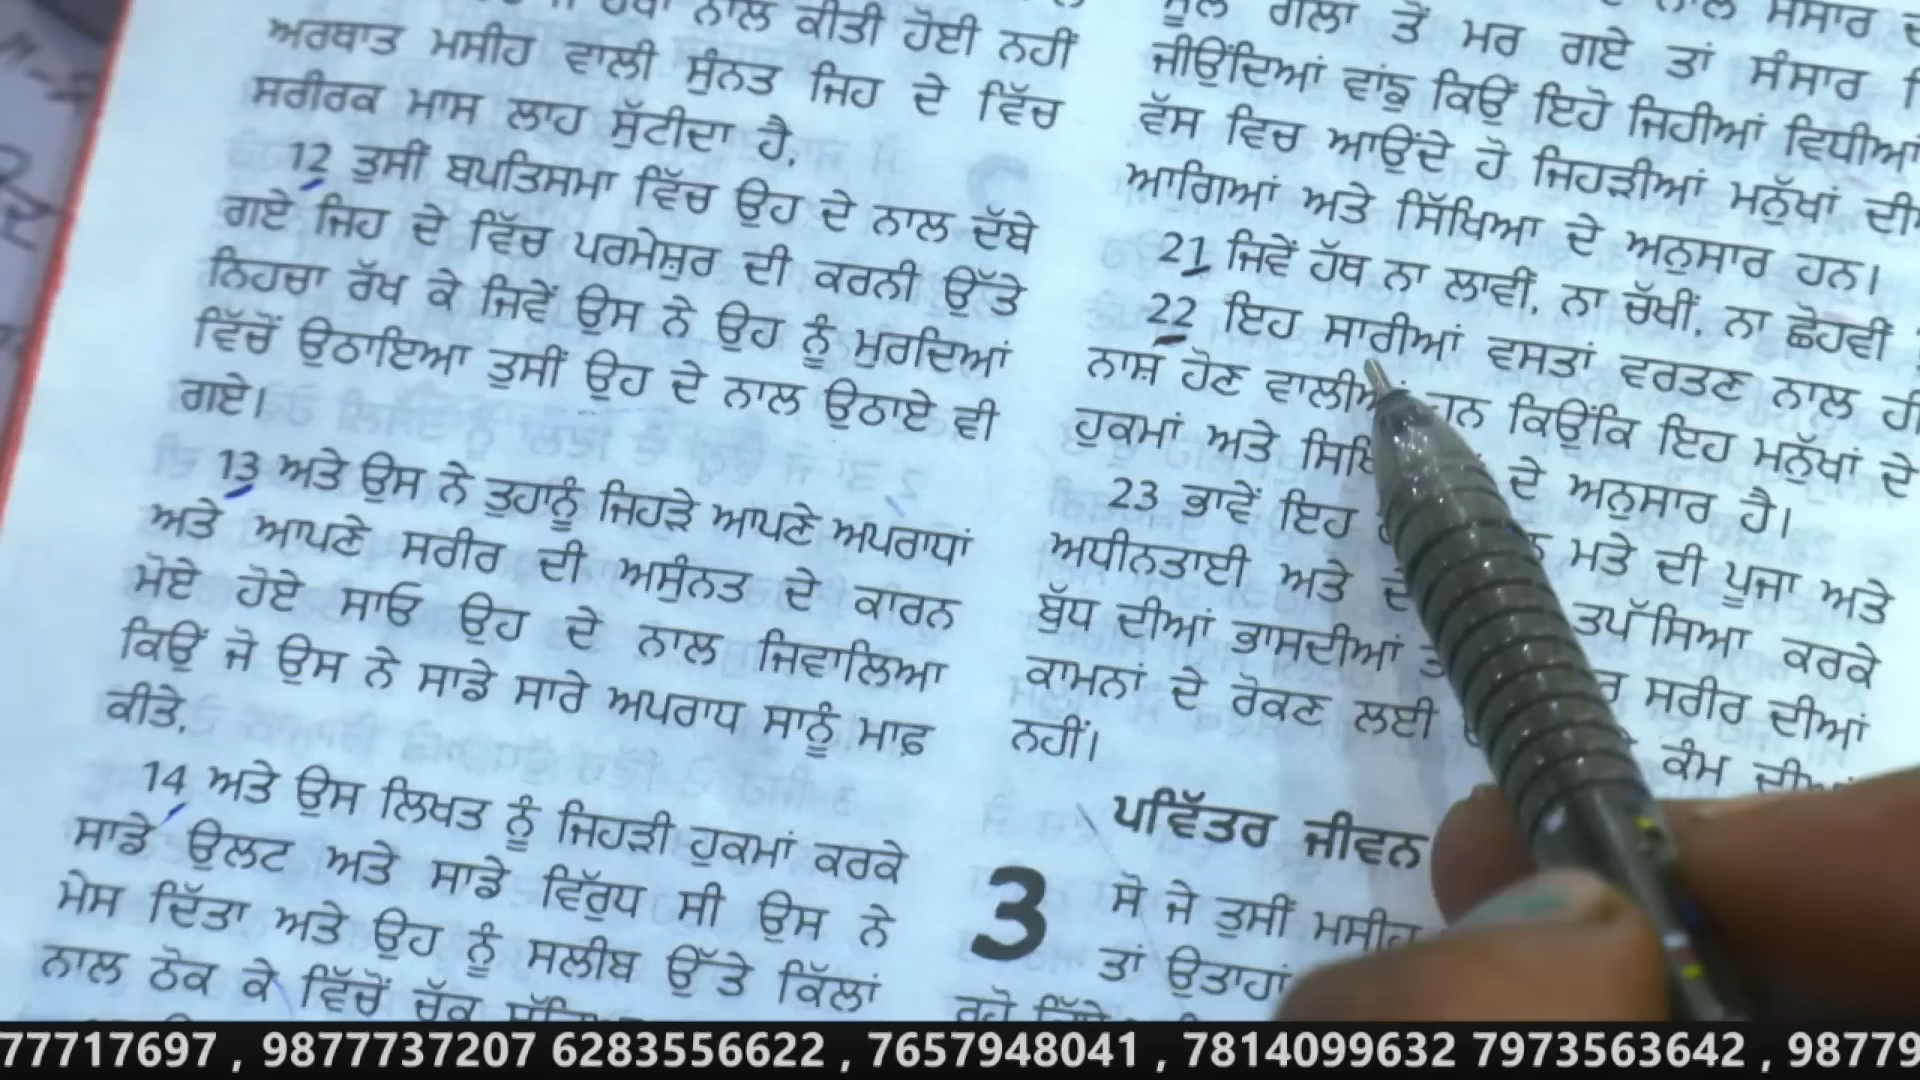 ਨਾਲ ਕੀਤੀ ਹੋਈ ਨਹੀਂ
ਅਰਥਾਤ ਮਸੀਹ ਵਾਲੀ ਸੁੰਨਤ ਜਿਹ ਦੇ ਵਿੱਚ
ਸਰੀਰਕ ਮਾਸ ਲਾਹ ਸੁੱਟੀਦਾ ਹੈ,
12 ਤੁਸੀਂ ਬਪਤਿਸਮਾ ਵਿੱਚ ਉਹ ਦੇ ਨਾਲ ਦੱਬੇ
ਗਏ ਜਿਹ ਦੇ ਵਿੱਚ ਪਰਮੇਸ਼ੁਰ ਦੀ ਕਰਨੀ ਉੱਤੇ
ਨਿਹਚਾ ਰੱਖ ਕੇ ਜਿਵੇਂ ਉਸ ਨੇ ਉਹ ਨੂੰ ਮੁਰਦਿਆਂ
ਵਿੱਚੋਂ ਉਠਾਇਆ ਤੁਸੀਂ ਉਹ ਦੇ ਨਾਲ ਉਠਾਏ ਵੀ
ਗਏ।
13 ਅਤੇ ਉਸ ਨੇ ਤੁਹਾਨੂੰ ਜਿਹੜੇ ਆਪਣੇ ਅਪਰਾਧਾਂ
ਅਤੇ ਆਪਣੇ ਸਰੀਰ ਦੀ ਅਸੁੰਨਤ ਦੇ ਕਾਰਨ
ਮੋਏ ਹੋਏ ਸਾਓ ਉਹ ਦੇ ਨਾਲ ਜਿਵਾਲਿਆ
ਕਿਉਂ ਜੋ ਉਸ ਨੇ ਸਾਡੇ ਸਾਰੇ ਅਪਰਾਧ ਸਾਨੂੰ ਮਾਫ਼
ਕੀਤੇ,
14 ਅਤੇ ਉਸ ਲਿਖਤ ਨੂੰ ਜਿਹੜੀ ਹੁਕਮਾਂ ਕਰਕੇ
ਸਾਡੇ ਉਲਟ ਅਤੇ ਸਾਡੇ ਵਿੱਰੁਧ ਸੀ ਉਸ ਨੇ
ਮੇਸ ਦਿੱਤਾ ਅਤੇ ਉਹ ਨੂੰ ਸਲੀਬ ਉੱਤੇ ਕਿੱਲਾਂ
ਨਾਲ ਠੋਕ ਕੇ ਵਿੱਚੋਂ ਚੁੱਕ
ਮੂਲ ਗਲਾਂ ਤੋਂ ਮਰ ਗਏ ਤਾਂ ਸੰਸਾਰ
ਜੀਉਂਦਿਆਂ ਵਾਂਙੁ ਕਿਉਂ ਇਹੋ ਜਿਹੀਆਂ ਵਿਧੀਆਂ
ਵੱਸ ਵਿਚ ਆਉਂਦੇ ਹੋ ਜਿਹੜੀਆਂ ਮਨੁੱਖਾਂ ਦੀਆਂ
ਆਗਿਆਂ ਅਤੇ ਸਿੱਖਿਆ ਦੇ ਅਨੁਸਾਰ ਹਨ।
21 ਜਿਵੇਂ ਹੱਥ ਨਾ ਲਾਵੀਂ, ਨਾ ਚੱਖੀਂ, ਨਾ ਛੋਹਵੀਂ
22 ਇਹ ਸਾਰੀਆਂ ਵਸਤਾਂ ਵਰਤਣ ਨਾਲ ਹੀ
ਨਾਸ਼ ਹੋਣ ਵਾਲੀਆਂ ਹਨ ਕਿਉਂਕਿ ਇਹ ਮਨੁੱਖਾਂ ਦੇ
ਹੁਕਮਾਂ ਅਤੇ ਦੇ ਅਨੁਸਾਰ ਹੈ।
23 ਭਾਵੇਂ ਇਹ ਮਤੇ ਦੀ ਪੂਜਾ ਅਤੇ
ਅਧੀਨਤਾਈ ਅਤੇ ਤਪੱਸਿਆ ਕਰਕੇ
ਬੁੱਧ ਦੀਆਂ ਭਾਸਦੀਆਂ ਸਰੀਰ ਦੀਆਂ
ਕਾਮਨਾਂ ਦੇ ਰੋਕਣ ਲਈ ਕੰਮ ਦੀਆਂ
ਨਹੀਂ।
ਪਵਿੱਤਰ ਜੀਵਨ
3 ਸੋ ਜੇ ਤੁਸੀਂ ਮਸੀਹ
ਤਾਂ ਉਤਾਹਾਂ
77717697 , 9877737207 6283556622 , 7657948041 , 7814099632 7973563642 , 98779